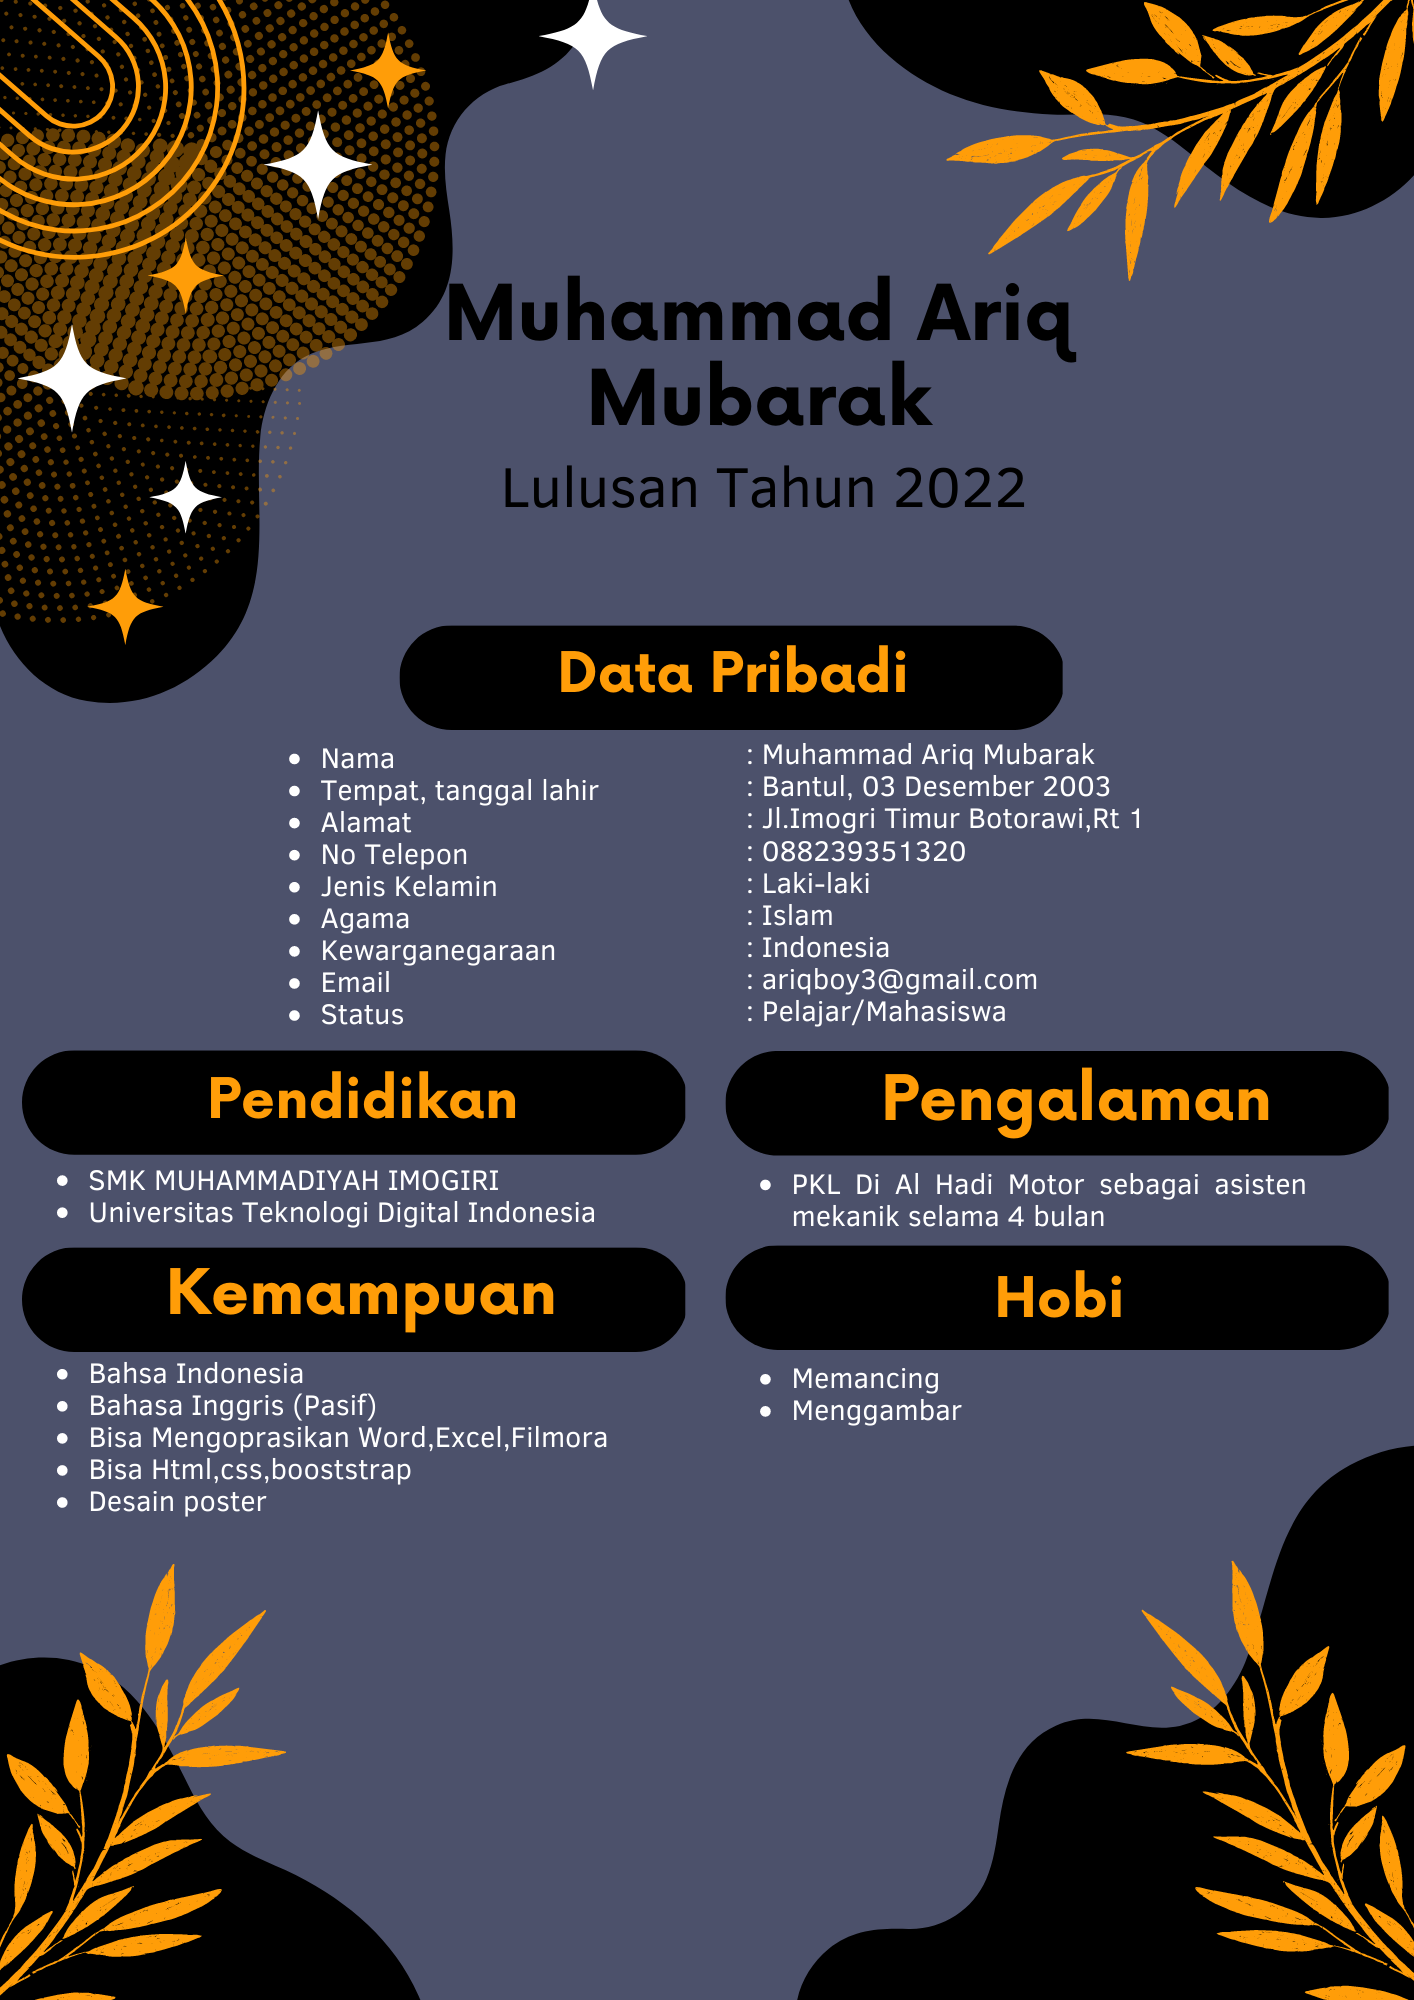 Muhammad Ariq
Mubarak
Lulusan Tahun 2022
Data Pribadi
Nama : Muhammad Ariq Mubarak
Tempat, tanggal lahir : Bantul, 03 Desember 2003
Alamat : Jl.Imogri Timur Botorawi,Rt 1
No Telepon : 088239351320
Jenis Kelamin : Laki-laki
Agama : Islam
Kewarganegaraan : Indonesia
Email : ariqboy3@gmail.com
Status : Pelajar/Mahasiswa
Pendidikan
SMK MUHAMMADIYAH IMOGIRI
Universitas Teknologi Digital Indonesia
Pengalaman
PKL Di Al Hadi Motor sebagai asisten
mekanik selama 4 bulan
Kemampuan
Bahsa Indonesia
Bahasa Inggris (Pasif)
Bisa Mengoprasikan Word,Excel,Filmora
Bisa Html,css,booststrap
Desain poster
Hobi
Memancing
Menggambar